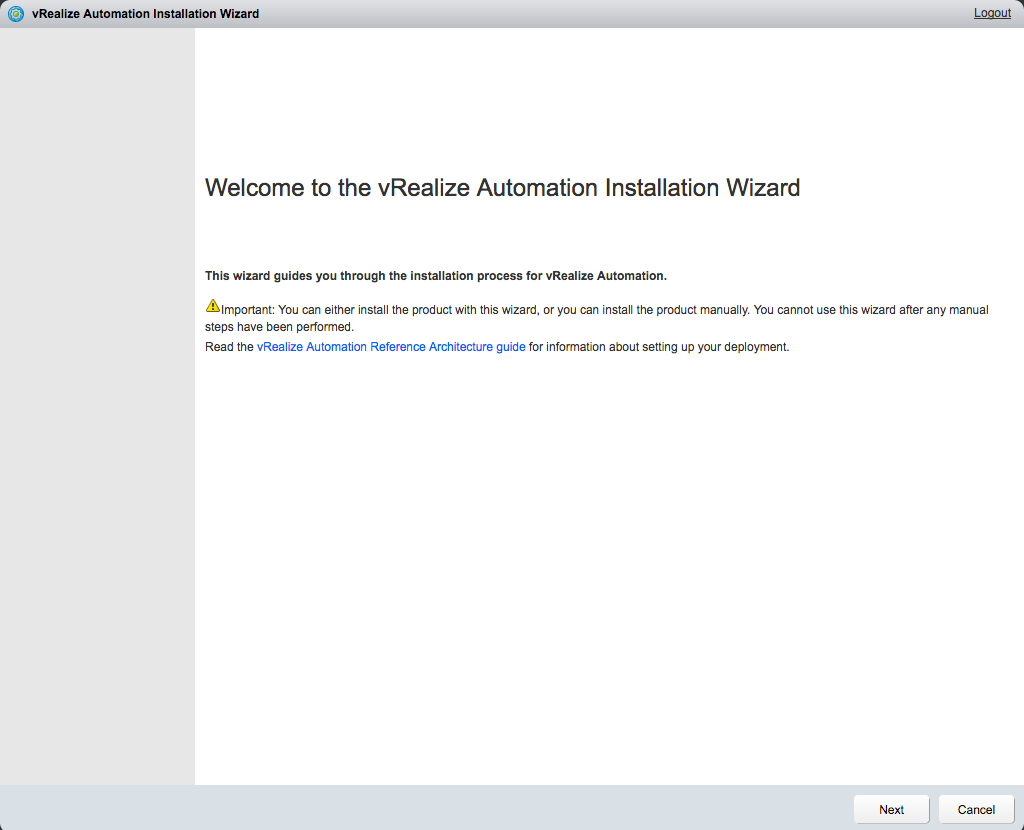 vRealize Automation Installation Wizard
Logout
Welcome to the vRealize Automation Installation Wizard
This wizard guides you through the installation process for vRealize Automation.
Important: You can either install the product with this wizard, or you can install the product manually. You cannot use this wizard after any manual
steps have been performed.
Read the vRealize Automation Reference Architecture guide for information about setting up your deployment.
Next
Cancel